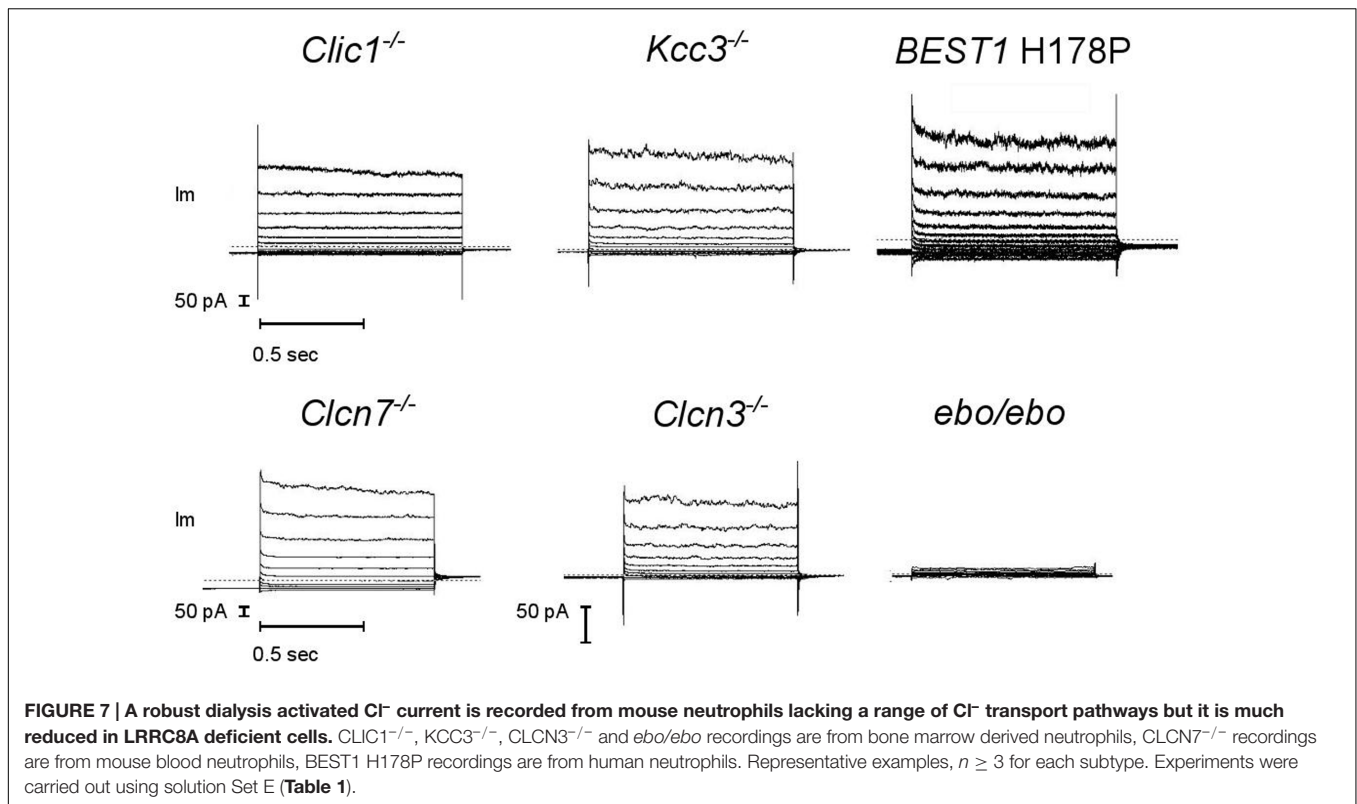 Clic1-/- Kcc3-/- BEST1 H178P
Im
50 pA
0.5 sec
Clcn7-/- Clcn3-/- ebo/ebo
Im
50 pA 50 pA
0.5 sec
FIGURE 7 | A robust dialysis activated Cl− current is recorded from mouse neutrophils lacking a range of Cl− transport pathways but it is much
reduced in LRRC8A deficient cells. CLIC1−/−, KCC3−/−, CLCN3−/− and ebo/ebo recordings are from bone marrow derived neutrophils, CLCN7−/− recordings
are from mouse blood neutrophils, BEST1 H178P recordings are from human neutrophils. Representative examples, n ≥ 3 for each subtype. Experiments were
carried out using solution Set E (Table 1).